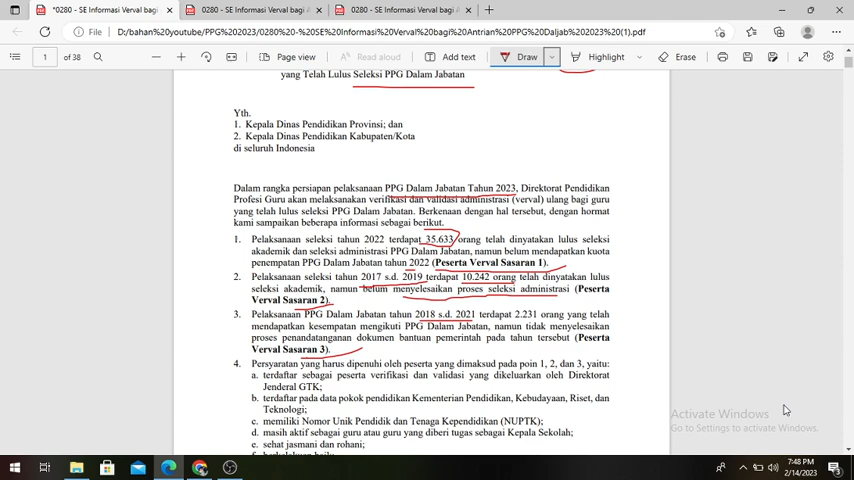 *0280 - SE Informasi Verval bagi
0280 - SE Informasi Verval bagi A
0280 - SE Informasi Verval bagi A
File
D:/bahan%20youtube/PPG%202023/0280%20-%20SE%20Informasi%20Verval%20bagi%20Antrian%20PPG%20Daljab%202023%20(1).pdf
1 of 38
Page view
Read aloud
Add text
Draw
Highlight
Erase
yang Telah Lulus Seleksi PPG Dalam Jabatan
Yth.
1. Kepala Dinas Pendidikan Provinsi; dan
2. Kepala Dinas Pendidikan Kabupaten/Kota
di seluruh Indonesia
Dalam rangka persiapan pelaksanaan PPG Dalam Jabatan Tahun 2023, Direktorat Pendidikan
Profesi Guru akan melaksanakan verifikasi dan validasi administrasi (verval) ulang bagi guru
yang telah lulus seleksi PPG Dalam Jabatan. Berkenaan dengan hal tersebut, dengan hormat
kami sampaikan beberapa informasi sebagai berikut.
1. Pelaksanaan seleksi tahun 2022 terdapat 35.633 orang telah dinyatakan lulus seleksi
akademik dan seleksi administrasi PPG Dalam Jabatan, namun belum mendapatkan kuota
penempatan PPG Dalam Jabatan tahun 2022 (Peserta Verval Sasaran 1).
2. Pelaksanaan seleksi tahun 2017 s.d. 2019 terdapat 10.242 orang telah dinyatakan lulus
seleksi akademik, namun belum menyelesaikan proses seleksi administrasi (Peserta
Verval Sasaran 2).
3. Pelaksanaan PPG Dalam Jabatan tahun 2018 s.d. 2021 terdapat 2.231 orang yang telah
mendapatkan kesempatan mengikuti PPG Dalam Jabatan, namun tidak menyelesaikan
proses penandatanganan dokumen bantuan pemerintah pada tahun tersebut (Peserta
Verval Sasaran 3).
4. Persyaratan yang harus dipenuhi oleh peserta yang dimaksud pada poin 1, 2, dan 3, yaitu:
a. terdaftar sebagai peserta verifikasi dan validasi yang dikeluarkan oleh Direktorat
Jenderal GTK;
b. terdaftar pada data pokok pendidikan Kementerian Pendidikan, Kebudayaan, Riset, dan
Teknologi;
c. memiliki Nomor Unik Pendidik dan Tenaga Kependidikan (NUPTK);
d. masih aktif sebagai guru atau guru yang diberi tugas sebagai Kepala Sekolah;
e. sehat jasmani dan rohani;
f. berkelakuan baik;
Activate Windows
Go to Settings to activate Windows.
7:48 PM
2/14/2023
3